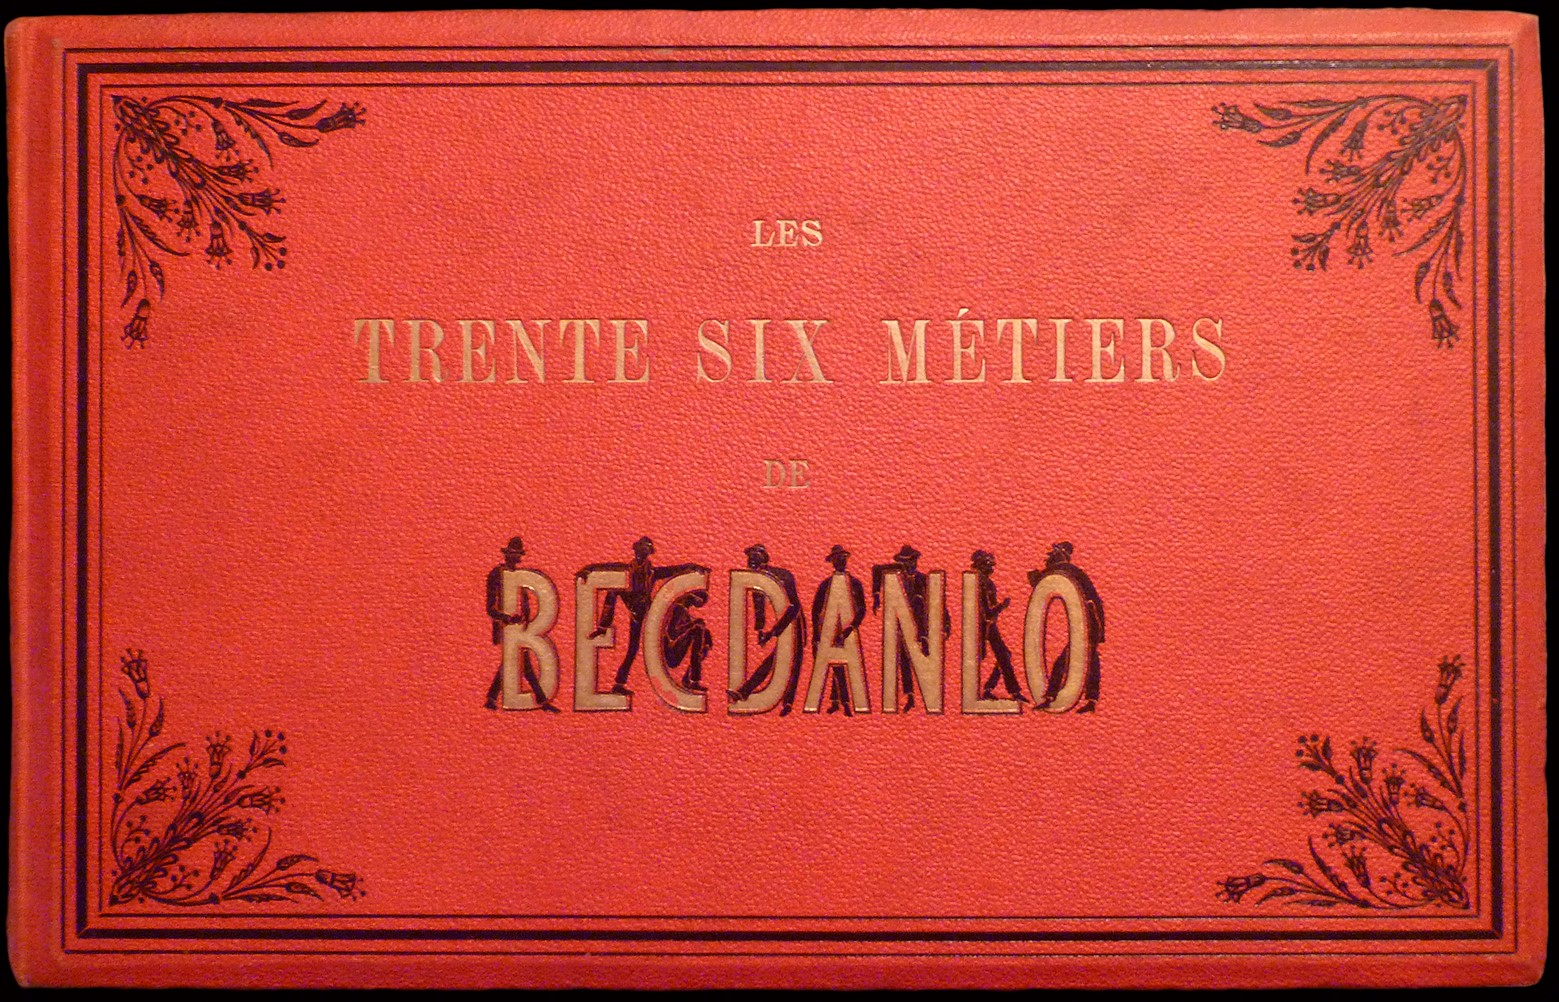 LES
TRENTE SIX MÉTIERS
DE
BECDANLO